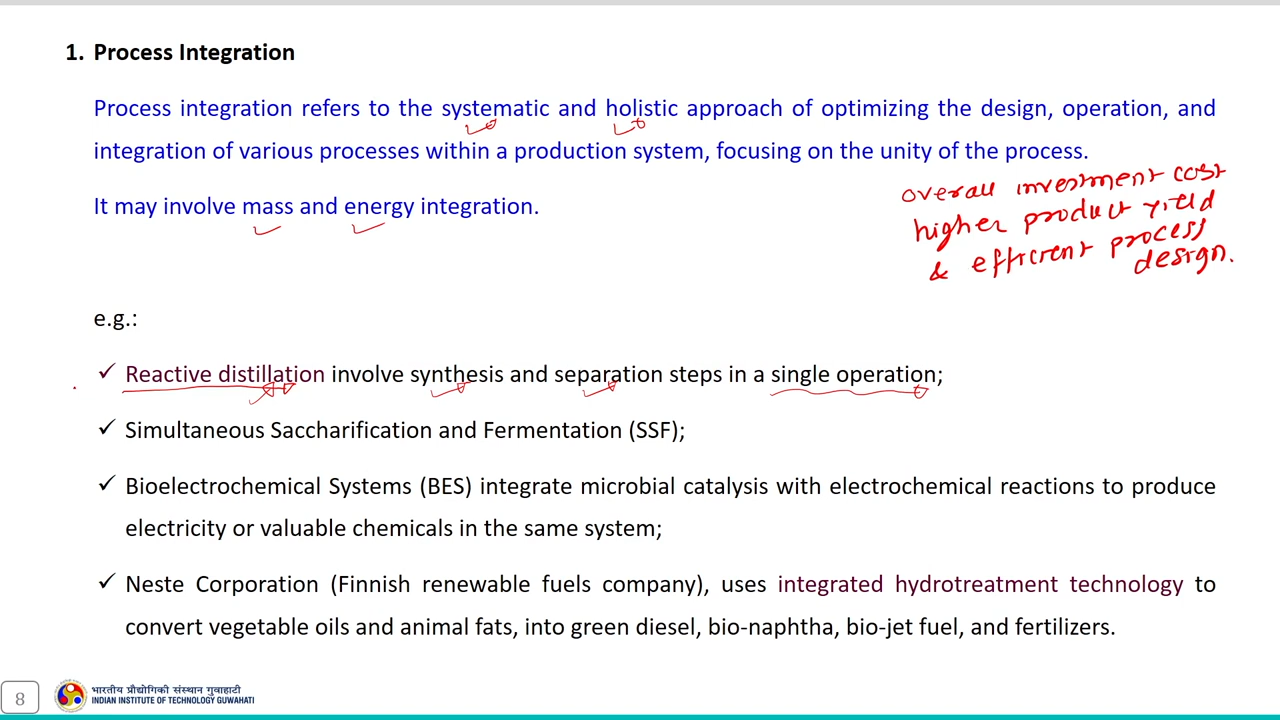 1. Process Integration
Process integration refers to the systematic and holistic approach of optimizing the design, operation, and
integration of various processes within a production system, focusing on the unity of the process.
It may involve mass and energy integration.
overall investment cost
higher product yield
& efficient process
design.
e.g.:
✓ Reactive distillation involve synthesis and separation steps in a single operation;
✓ Simultaneous Saccharification and Fermentation (SSF);
✓ Bioelectrochemical Systems (BES) integrate microbial catalysis with electrochemical reactions to produce
electricity or valuable chemicals in the same system;
✓ Neste Corporation (Finnish renewable fuels company), uses integrated hydrotreatment technology to
convert vegetable oils and animal fats, into green diesel, bio-naphtha, bio-jet fuel, and fertilizers.
8
भारतीय प्रौद्योगिकी संस्थान गुवाहाटी
INDIAN INSTITUTE OF TECHNOLOGY GUWAHATI